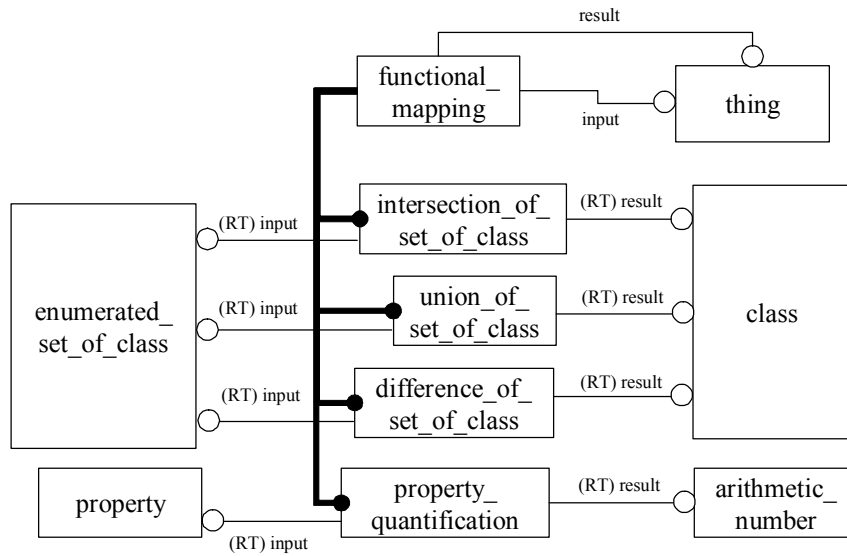 result
functional_
mapping
thing
input
(RT) input
intersection_of_
set_of_class
(RT) result
enumerated_
set_of_class
(RT) input
union_of_
set_of_class
(RT) result
class
(RT) input
difference_of_
set_of_class
(RT) result
property
(RT) input
property_
quantification
(RT) result
arithmetic_
number